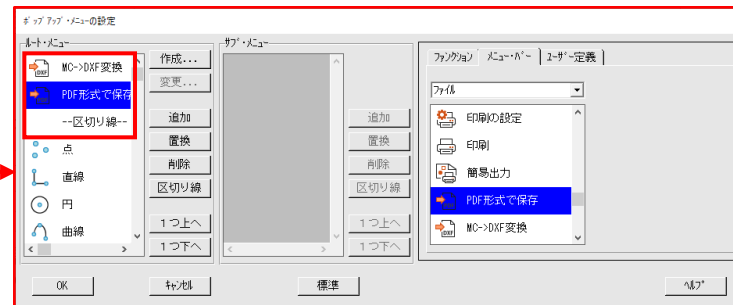 ﾎﾟｯﾌﾟｱｯﾌﾟ・ﾒﾆｭｰの設定
ﾙｰﾄ・ﾒﾆｭｰ
MC->DXF変換
PDF形式で保存
--区切り線--
点
直線
円
曲線
作成...
変更...
追加
置換
削除
区切り線
1つ上へ
1つ下へ
ｻﾌﾞ・ﾒﾆｭｰ
追加
置換
削除
区切り線
1つ上へ
1つ下へ
ﾌｧﾝｸｼｮﾝ
ﾒﾆｭｰ・ﾊﾞｰ
ﾕｰｻﾞｰ定義
ﾌｧｲﾙ
印刷の設定
印刷
簡易出力
PDF形式で保存
MC->DXF変換
OK
ｷｬﾝｾﾙ
標準
ﾍﾙﾌﾟ